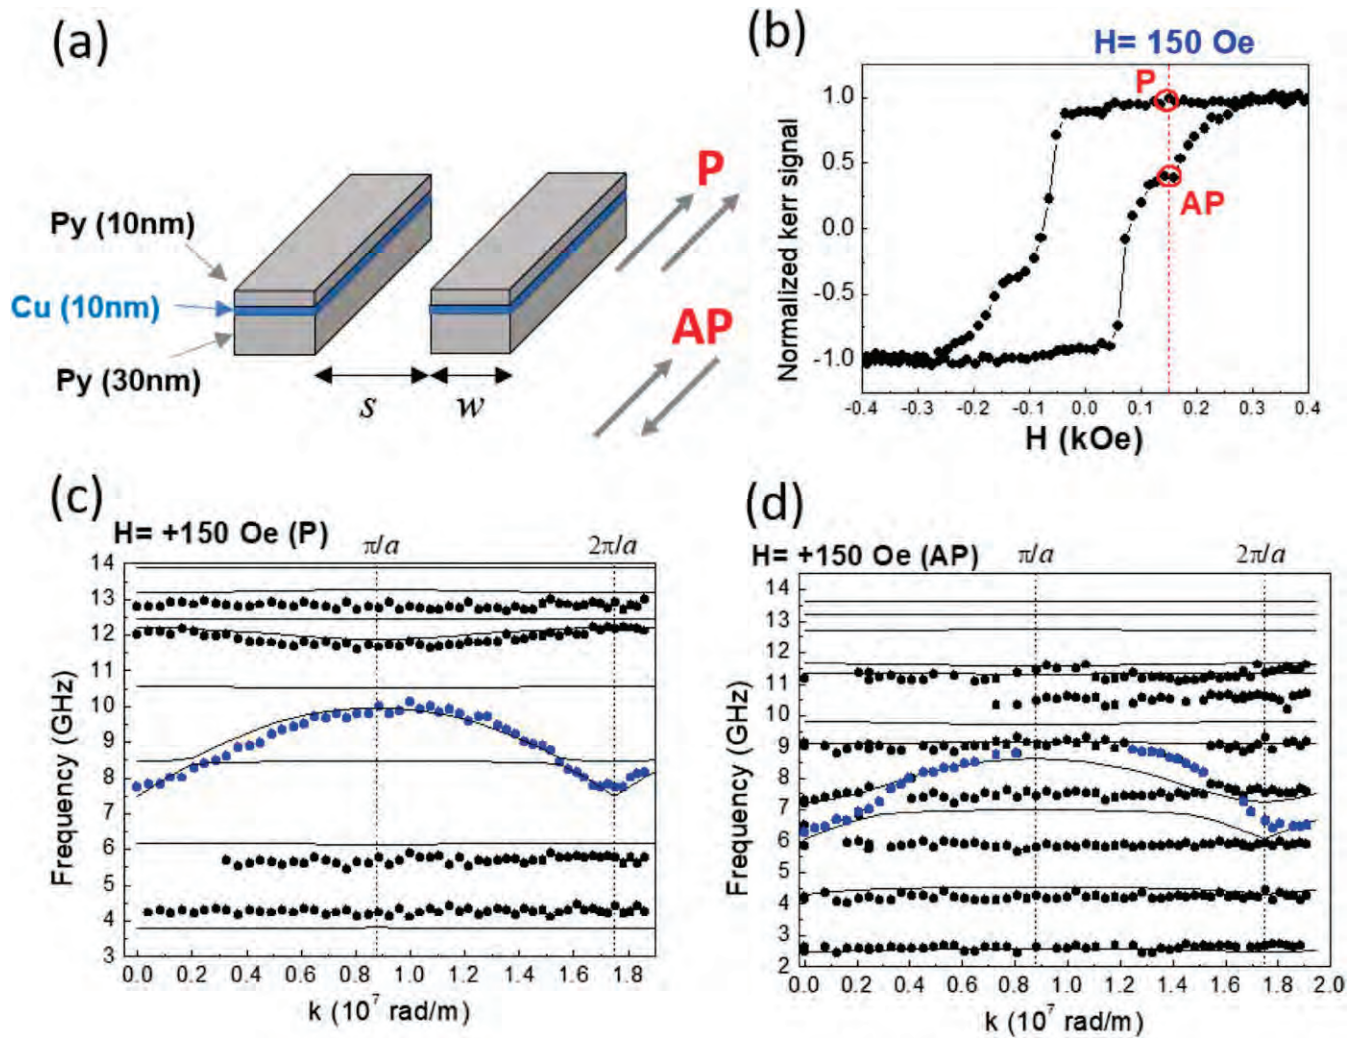 (a)
Py (10nm)
Cu (10nm)
Py (30nm)
s
w
P
AP
(b)
H= 150 Oe
P
AP
Normalized kerr signal
1.0
0.5
0.0
-0.5
-1.0
-0.4 -0.3 -0.2 -0.1 0.0 0.1 0.2 0.3 0.4
H (kOe)
(c)
H= +150 Oe (P)
π/a
2π/a
Frequency (GHz)
14
13
12
11
10
9
8
7
6
5
4
3
0.0 0.2 0.4 0.6 0.8 1.0 1.2 1.4 1.6 1.8
k (10⁷ rad/m)
(d)
H= +150 Oe (AP)
π/a
2π/a
Frequency (GHz)
14
13
12
11
10
9
8
7
6
5
4
3
2
0.0 0.2 0.4 0.6 0.8 1.0 1.2 1.4 1.6 1.8 2.0
k (10⁷ rad/m)